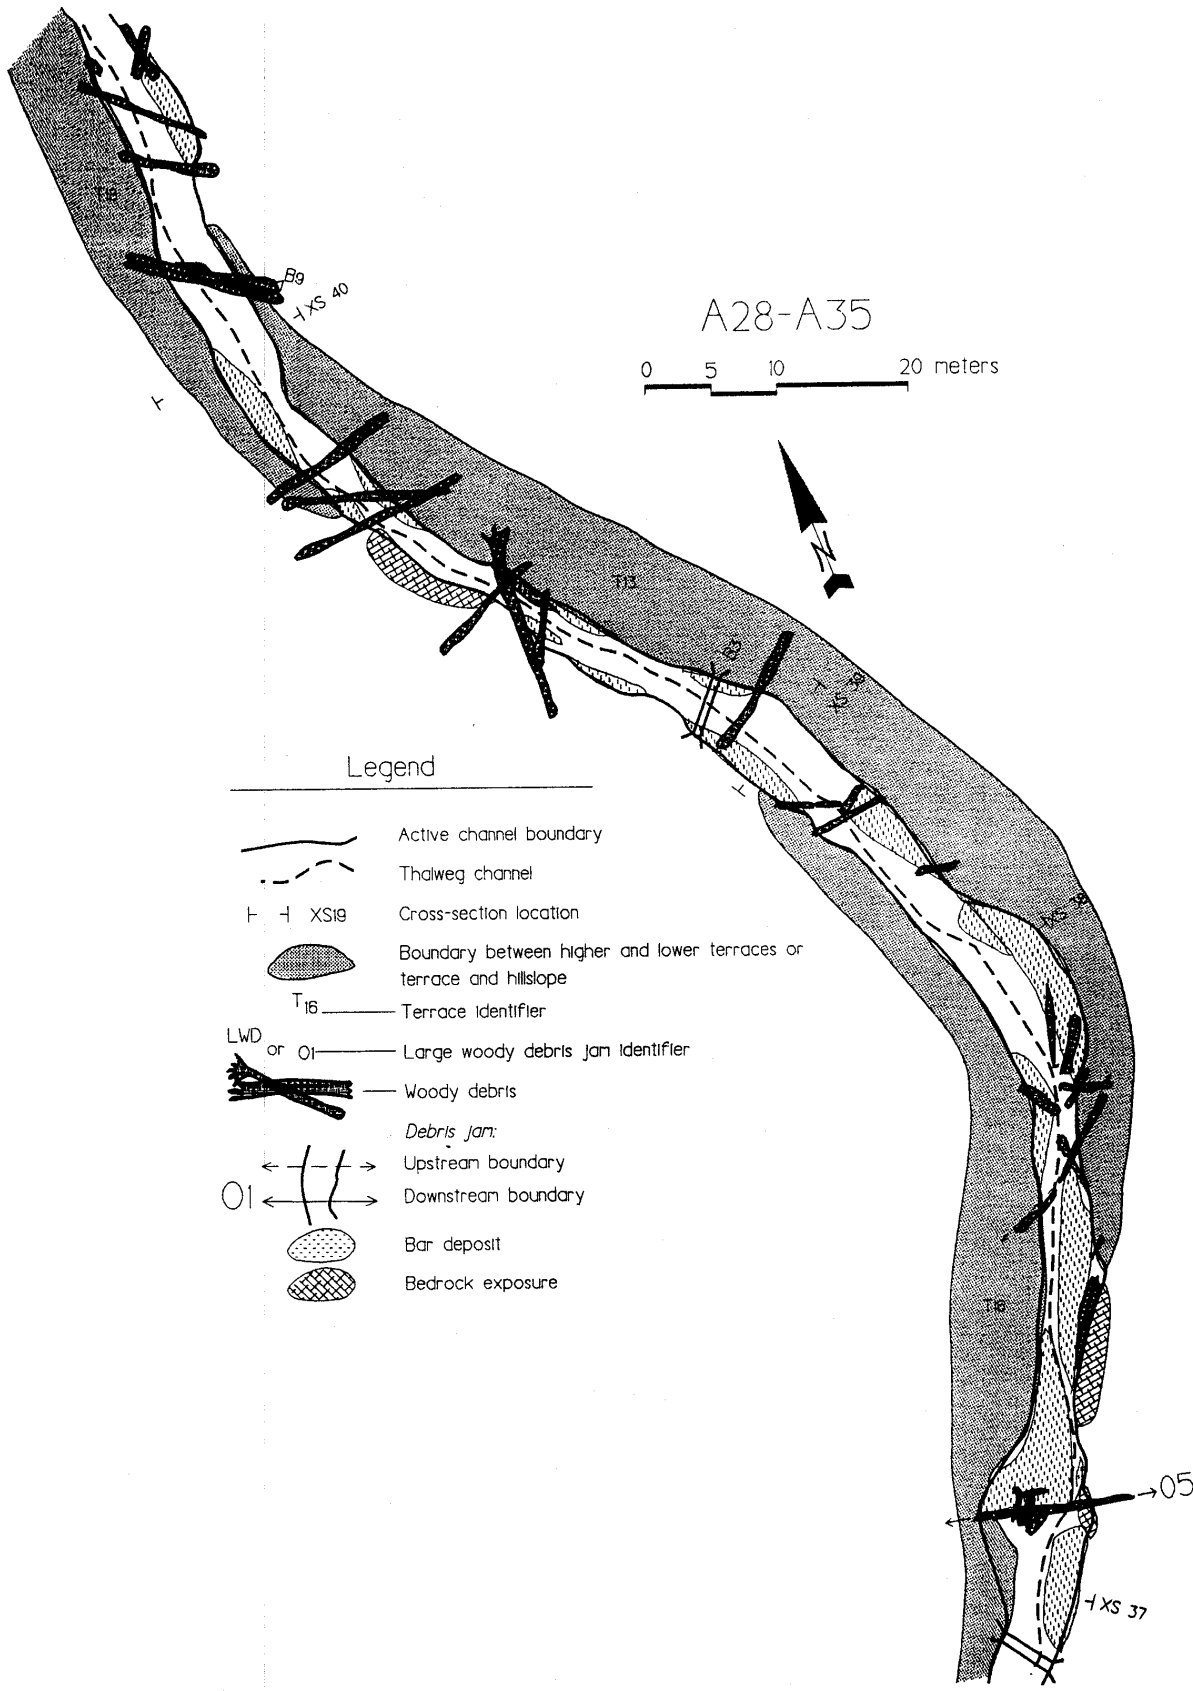 T18
B9
XS 40
A28-A35
0 5 10 20 meters
N
T13
B3
XS 39
Legend
Active channel boundary
Thalweg channel
XS19 Cross-section location
Boundary between higher and lower terraces or
terrace and hillslope
T16 Terrace identifier
LWD or 01 Large woody debris jam identifier
Woody debris
Debris jam:
Upstream boundary
01 Downstream boundary
Bar deposit
Bedrock exposure
XS 38
T18
05
XS 37